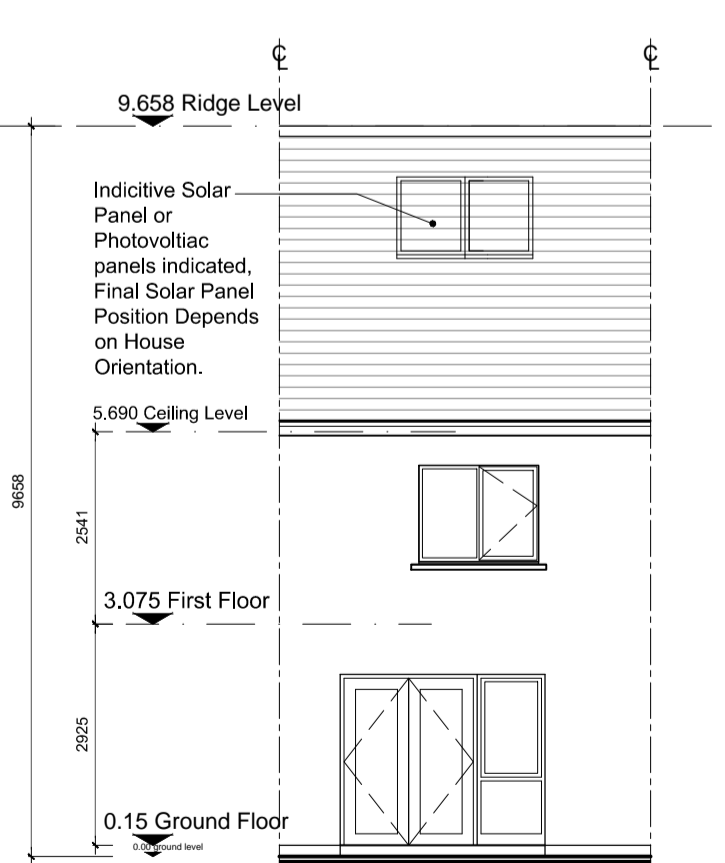 ℄ ℄
9.658 Ridge Level
Indicitive Solar
Panel or
Photovoltiac
panels indicated,
Final Solar Panel
Position Depends
on House
Orientation.
5.690 Ceiling Level
9658
2541
3.075 First Floor
2925
0.15 Ground Floor
0.00 ground level